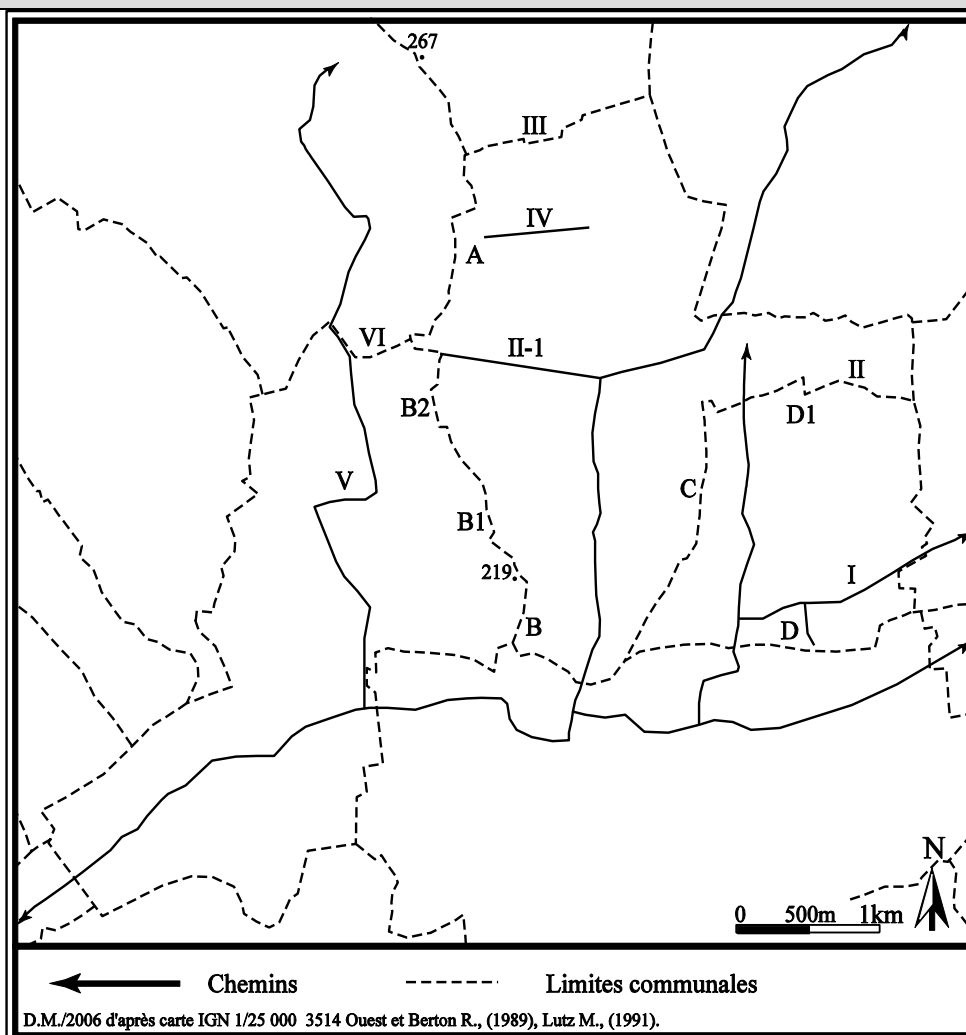 267
III
IV
A
VI
II-1
II
B2
D1
V
C
B1
219
I
B
D
N
0 500m 1km
Chemins Limites communales
D.M./2006 d'après carte IGN 1/25 000 3514 Ouest et Berton R., (1989), Lutz M., (1991).